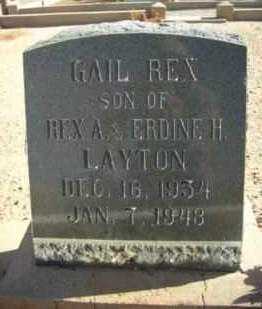 GAIL REX
SON OF
REX A. & ERDINE H.
LAYTON
DEC. 16, 1934
JAN. 7, 1948